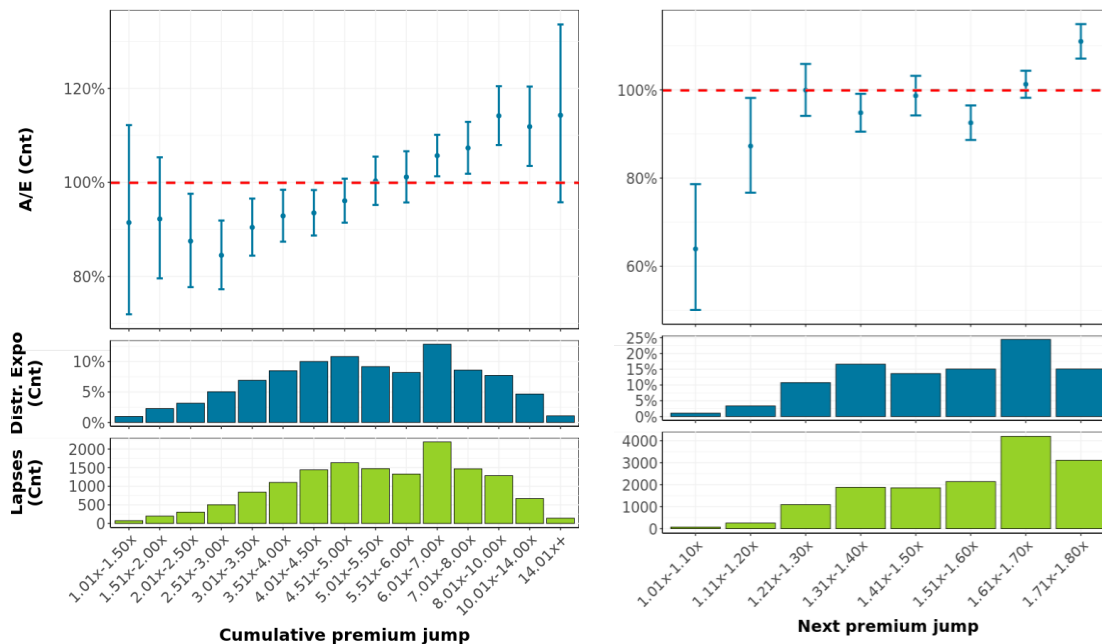 A/E (Cnt)
120%
100%
80%
Distr. Expo
(Cnt)
10%
5%
0%
Lapses
(Cnt)
2000
1500
1000
500
0
1.01x-1.50x
1.51x-2.00x
2.01x-2.50x
2.51x-3.00x
3.01x-3.50x
3.51x-4.00x
4.01x-4.50x
4.51x-5.00x
5.01x-5.50x
5.51x-6.00x
6.01x-7.00x
7.01x-8.00x
8.01x-10.00x
10.01x-14.00x
14.01x+
Cumulative premium jump
100%
80%
60%
25%
20%
15%
10%
5%
0%
4000
3000
2000
1000
0
1.01x-1.10x
1.11x-1.20x
1.21x-1.30x
1.31x-1.40x
1.41x-1.50x
1.51x-1.60x
1.61x-1.70x
1.71x-1.80x
Next premium jump